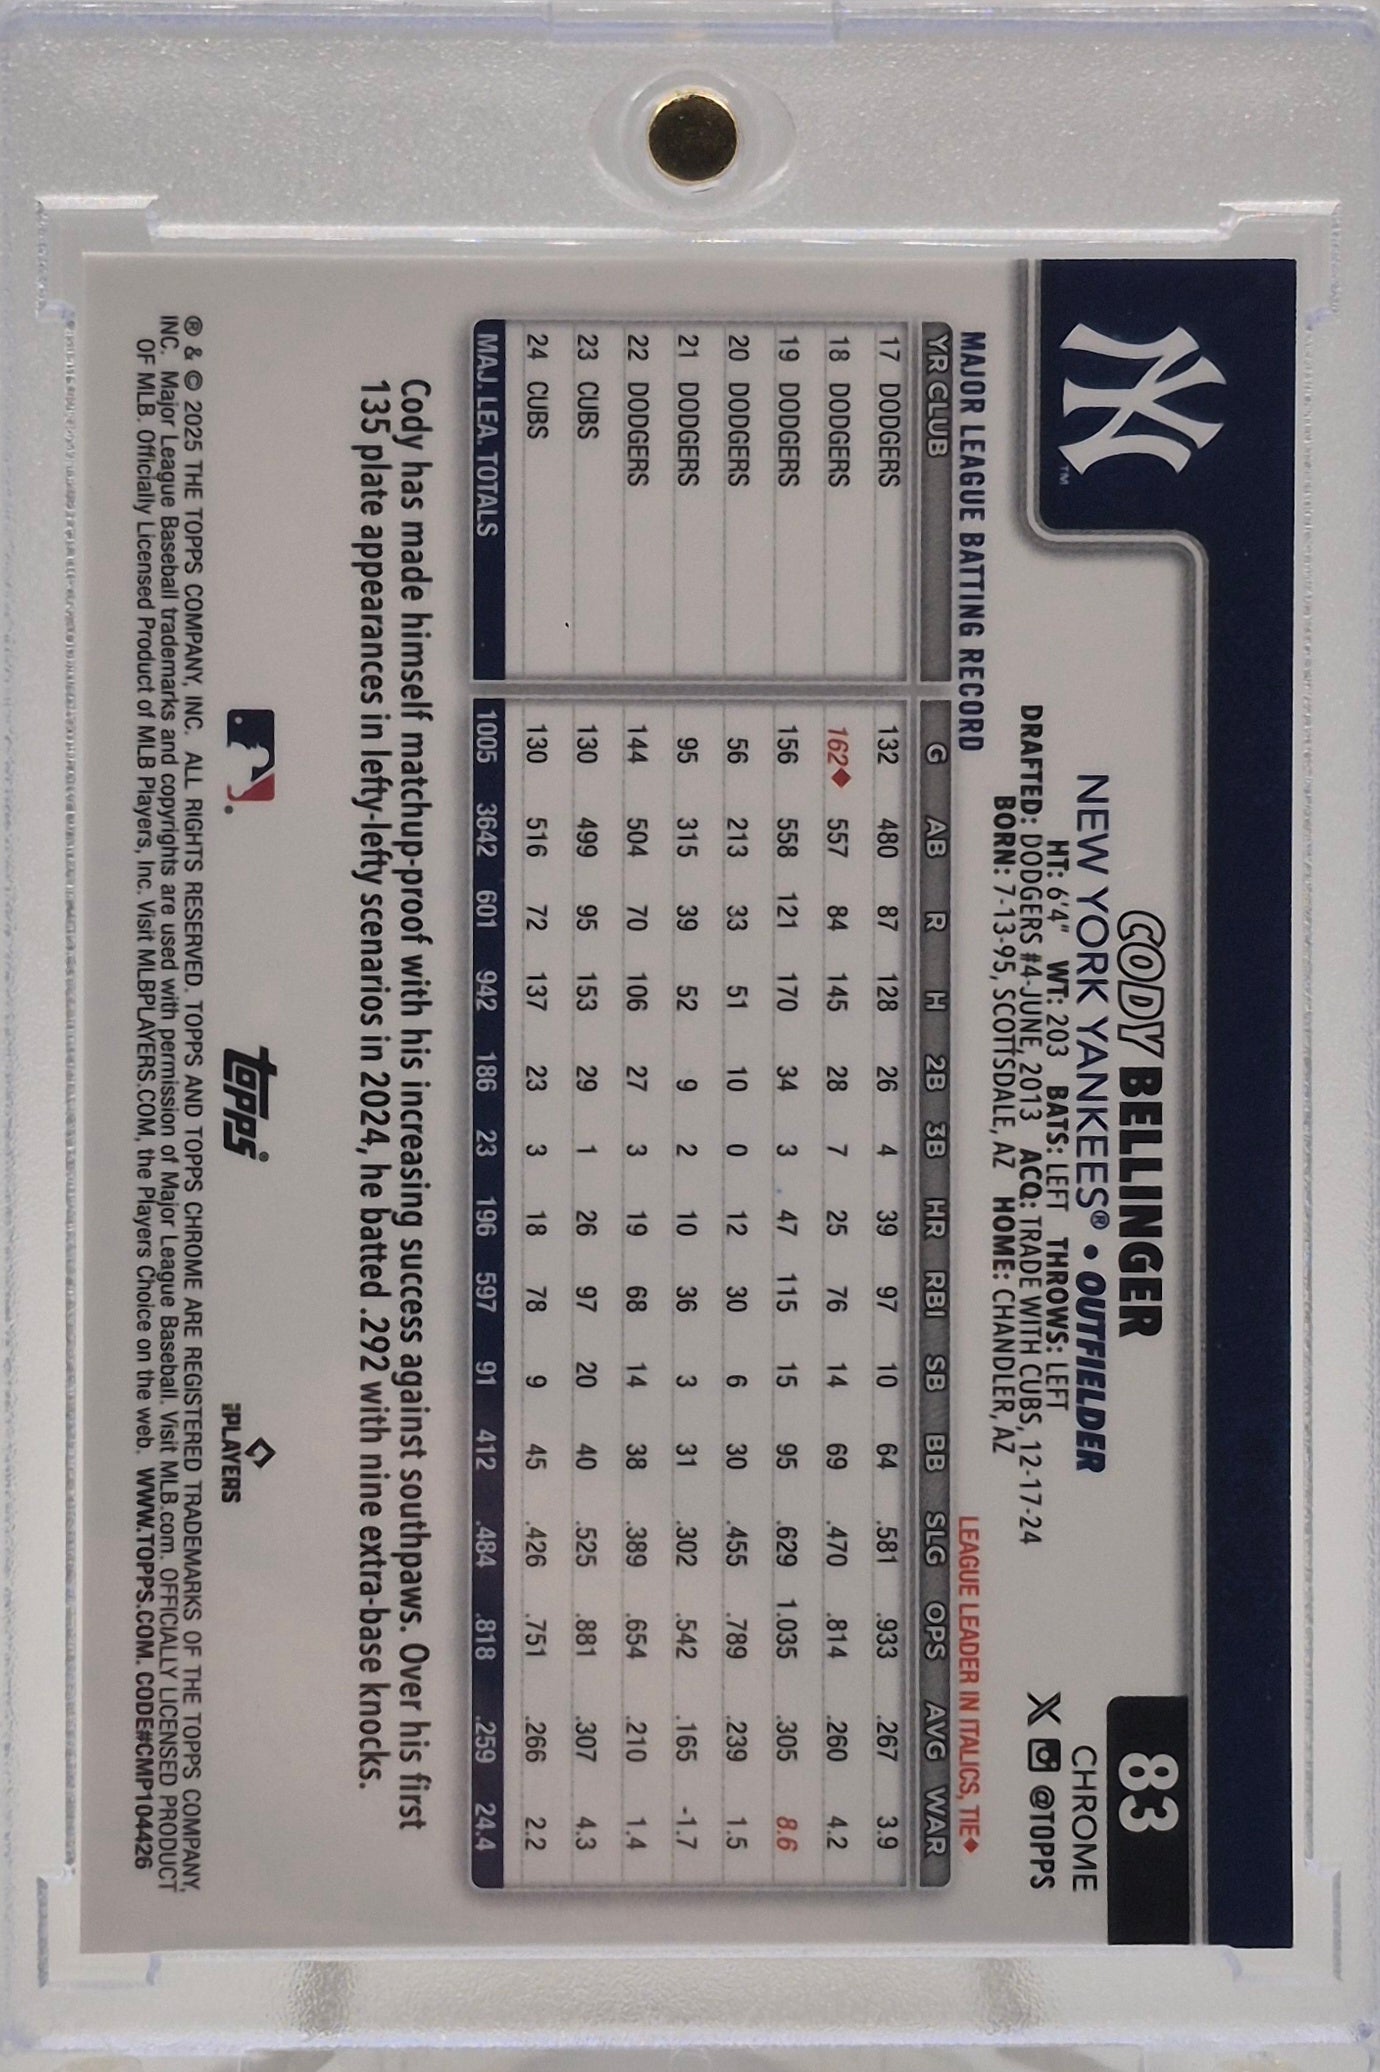 NY
TM
83
CODY BELLINGER
CHROME
NEW YORK YANKEES® • OUTFIELDER
HT: 6'4" WT: 203 BATS: LEFT THROWS: LEFT
X @TOPPS
DRAFTED: DODGERS #4-JUNE, 2013 ACQ: TRADE WITH CUBS, 12-17-24
BORN: 7-13-95, SCOTTSDALE, AZ HOME: CHANDLER, AZ
MAJOR LEAGUE BATTING RECORD LEAGUE LEADER IN ITALICS, TIE♦
YR CLUB G AB R H 2B 3B HR RBI SB BB SLG OPS AVG WAR
17 DODGERS 132 480 87 128 26 4 39 97 10 64 .581 .933 .267 3.9
18 DODGERS 162♦ 557 84 145 28 7 25 76 14 69 .470 .814 .260 4.2
19 DODGERS 156 558 121 170 34 3 47 115 15 95 .629 1.035 .305 8.6
20 DODGERS 56 213 33 51 10 0 12 30 6 30 .455 .789 .239 1.5
21 DODGERS 95 315 39 52 9 2 10 36 3 31 .302 .542 .165 -1.7
22 DODGERS 144 504 70 106 27 3 19 68 14 38 .389 .654 .210 1.4
23 CUBS 130 499 95 153 29 1 26 97 20 40 .525 .881 .307 4.3
24 CUBS 130 516 72 137 23 3 18 78 9 45 .426 .751 .266 2.2
MAJ. LEA. TOTALS 1005 3642 601 942 186 23 196 597 91 412 .484 .818 .259 24.4
Cody has made himself matchup-proof with his increasing success against southpaws. Over his first
135 plate appearances in lefty-lefty scenarios in 2024, he batted .292 with nine extra-base knocks.
topps
PLAYERS
® & © 2025 THE TOPPS COMPANY, INC. ALL RIGHTS RESERVED. TOPPS AND TOPPS CHROME ARE REGISTERED TRADEMARKS OF THE TOPPS COMPANY,
INC. Major League Baseball trademarks and copyrights are used with permission of Major League Baseball. Visit MLB.com. OFFICIALLY LICENSED PRODUCT
OF MLB. Officially Licensed Product of MLB Players, Inc. Visit MLBPLAYERS.COM, the Players Choice on the web. WWW.TOPPS.COM. CODE#CMP104426